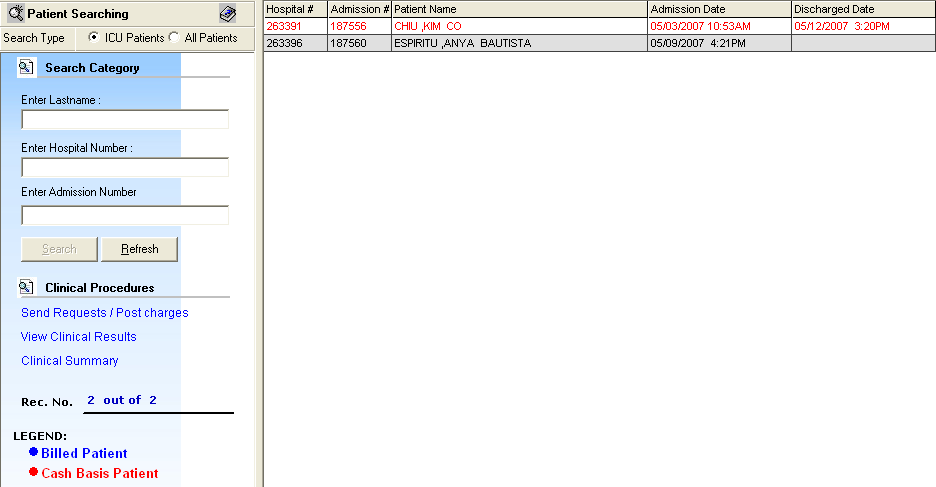 Patient Searching
Search Type ICU Patients All Patients
Search Category
Enter Lastname :
Enter Hospital Number :
Enter Admission Number
Search Refresh
Clinical Procedures
Send Requests / Post charges
View Clinical Results
Clinical Summary
Rec. No. 2 out of 2
LEGEND:
Billed Patient
Cash Basis Patient
Hospital # Admission # Patient Name Admission Date Discharged Date
263391 187556 CHIU ,KIM CO 05/03/2007 10:53AM 05/12/2007 3:20PM
263396 187560 ESPIRITU ,ANYA BAUTISTA 05/09/2007 4:21PM